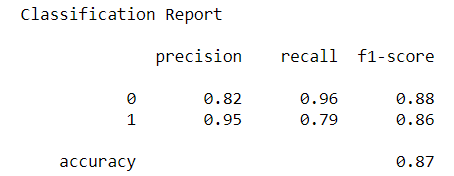 Classification Report
precision recall f1-score
0 0.82 0.96 0.88
1 0.95 0.79 0.86
accuracy 0.87